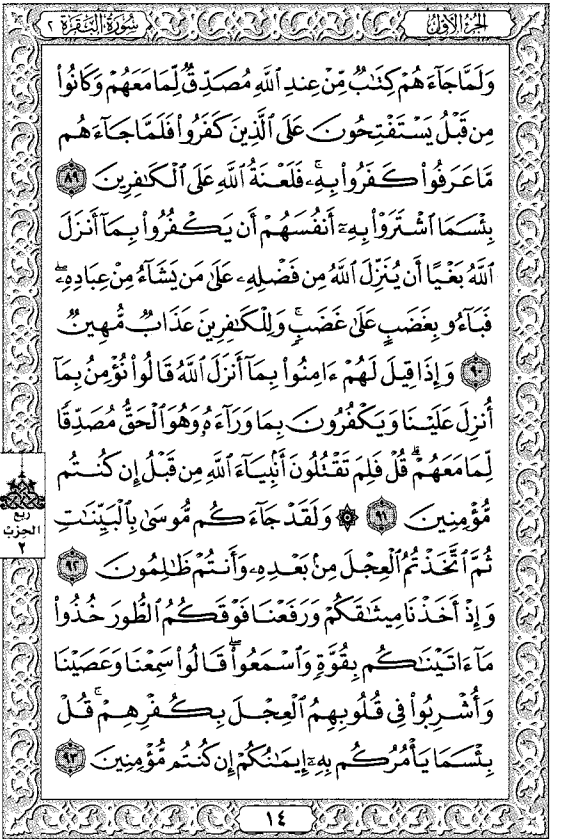 الجزء الأول
سورة البقرة ٢
وَلَمَّا جَآءَهُمْ كِتَٰبٌ مِّنْ عِندِ ٱللَّهِ مُصَدِّقٌ لِّمَا مَعَهُمْ وَكَانُوا۟
مِن قَبْلُ يَسْتَفْتِحُونَ عَلَى ٱلَّذِينَ كَفَرُوا۟ فَلَمَّا جَآءَهُم
مَّا عَرَفُوا۟ كَفَرُوا۟ بِهِۦ ۚ فَلَعْنَةُ ٱللَّهِ عَلَى ٱلْكَٰفِرِينَ ٨٩
بِئْسَمَا ٱشْتَرَوْا۟ بِهِۦٓ أَنفُسَهُمْ أَن يَكْفُرُوا۟ بِمَآ أَنزَلَ
ٱللَّهُ بَغْيًا أَن يُنَزِّلَ ٱللَّهُ مِن فَضْلِهِۦ عَلَىٰ مَن يَشَآءُ مِنْ عِبَادِهِۦ ۖ
فَبَآءُو بِغَضَبٍ عَلَىٰ غَضَبٍ ۚ وَلِلْكَٰفِرِينَ عَذَابٌ مُّهِينٌ
٩٠ وَإِذَا قِيلَ لَهُمْ ءَامِنُوا۟ بِمَآ أَنزَلَ ٱللَّهُ قَالُوا۟ نُؤْمِنُ بِمَآ
أُنزِلَ عَلَيْنَا وَيَكْفُرُونَ بِمَا وَرَآءَهُۥ وَهُوَ ٱلْحَقُّ مُصَدِّقًا
لِّمَا مَعَهُمْ ۗ قُلْ فَلِمَ تَقْتُلُونَ أَنۢبِيَآءَ ٱللَّهِ مِن قَبْلُ إِن كُنتُم
مُّؤْمِنِينَ ٩١ ۞ وَلَقَدْ جَآءَكُم مُّوسَىٰ بِٱلْبَيِّنَٰتِ
ثُمَّ ٱتَّخَذْتُمُ ٱلْعِجْلَ مِنۢ بَعْدِهِۦ وَأَنتُمْ ظَٰلِمُونَ ٩٢
وَإِذْ أَخَذْنَا مِيثَٰقَكُمْ وَرَفَعْنَا فَوْقَكُمُ ٱلطُّورَ خُذُوا۟
مَآ ءَاتَيْنَٰكُم بِقُوَّةٍ وَٱسْمَعُوا۟ ۖ قَالُوا۟ سَمِعْنَا وَعَصَيْنَا
وَأُشْرِبُوا۟ فِى قُلُوبِهِمُ ٱلْعِجْلَ بِكُفْرِهِمْ ۚ قُلْ
بِئْسَمَا يَأْمُرُكُم بِهِۦٓ إِيمَٰنُكُمْ إِن كُنتُم مُّؤْمِنِينَ ٩٣
ربع
الحزب
٢
١٤